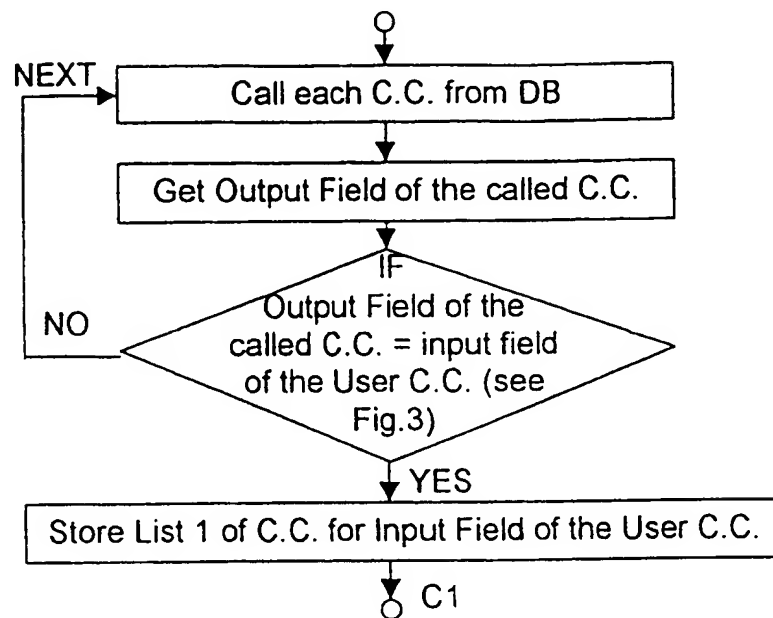 NEXT
Call each C.C. from DB
Get Output Field of the called C.C.
IF
Output Field of the
called C.C. = input field
of the User C.C. (see
Fig.3)
NO
YES
Store List 1 of C.C. for Input Field of the User C.C.
C1